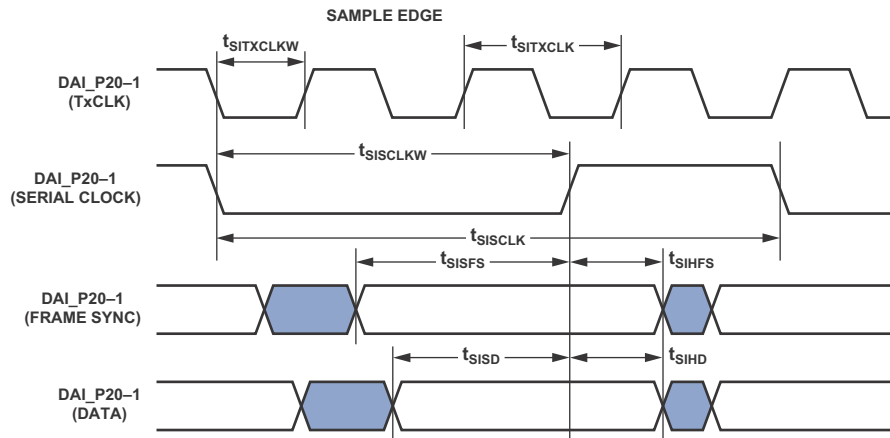 SAMPLE EDGE
tSITXCLKW
tSITXCLK
DAI_P20–1
(TxCLK)
tSISCLKW
DAI_P20–1
(SERIAL CLOCK)
tSISCLK
tSISFS
tSIHFS
DAI_P20–1
(FRAME SYNC)
tSISD
tSIHD
DAI_P20–1
(DATA)